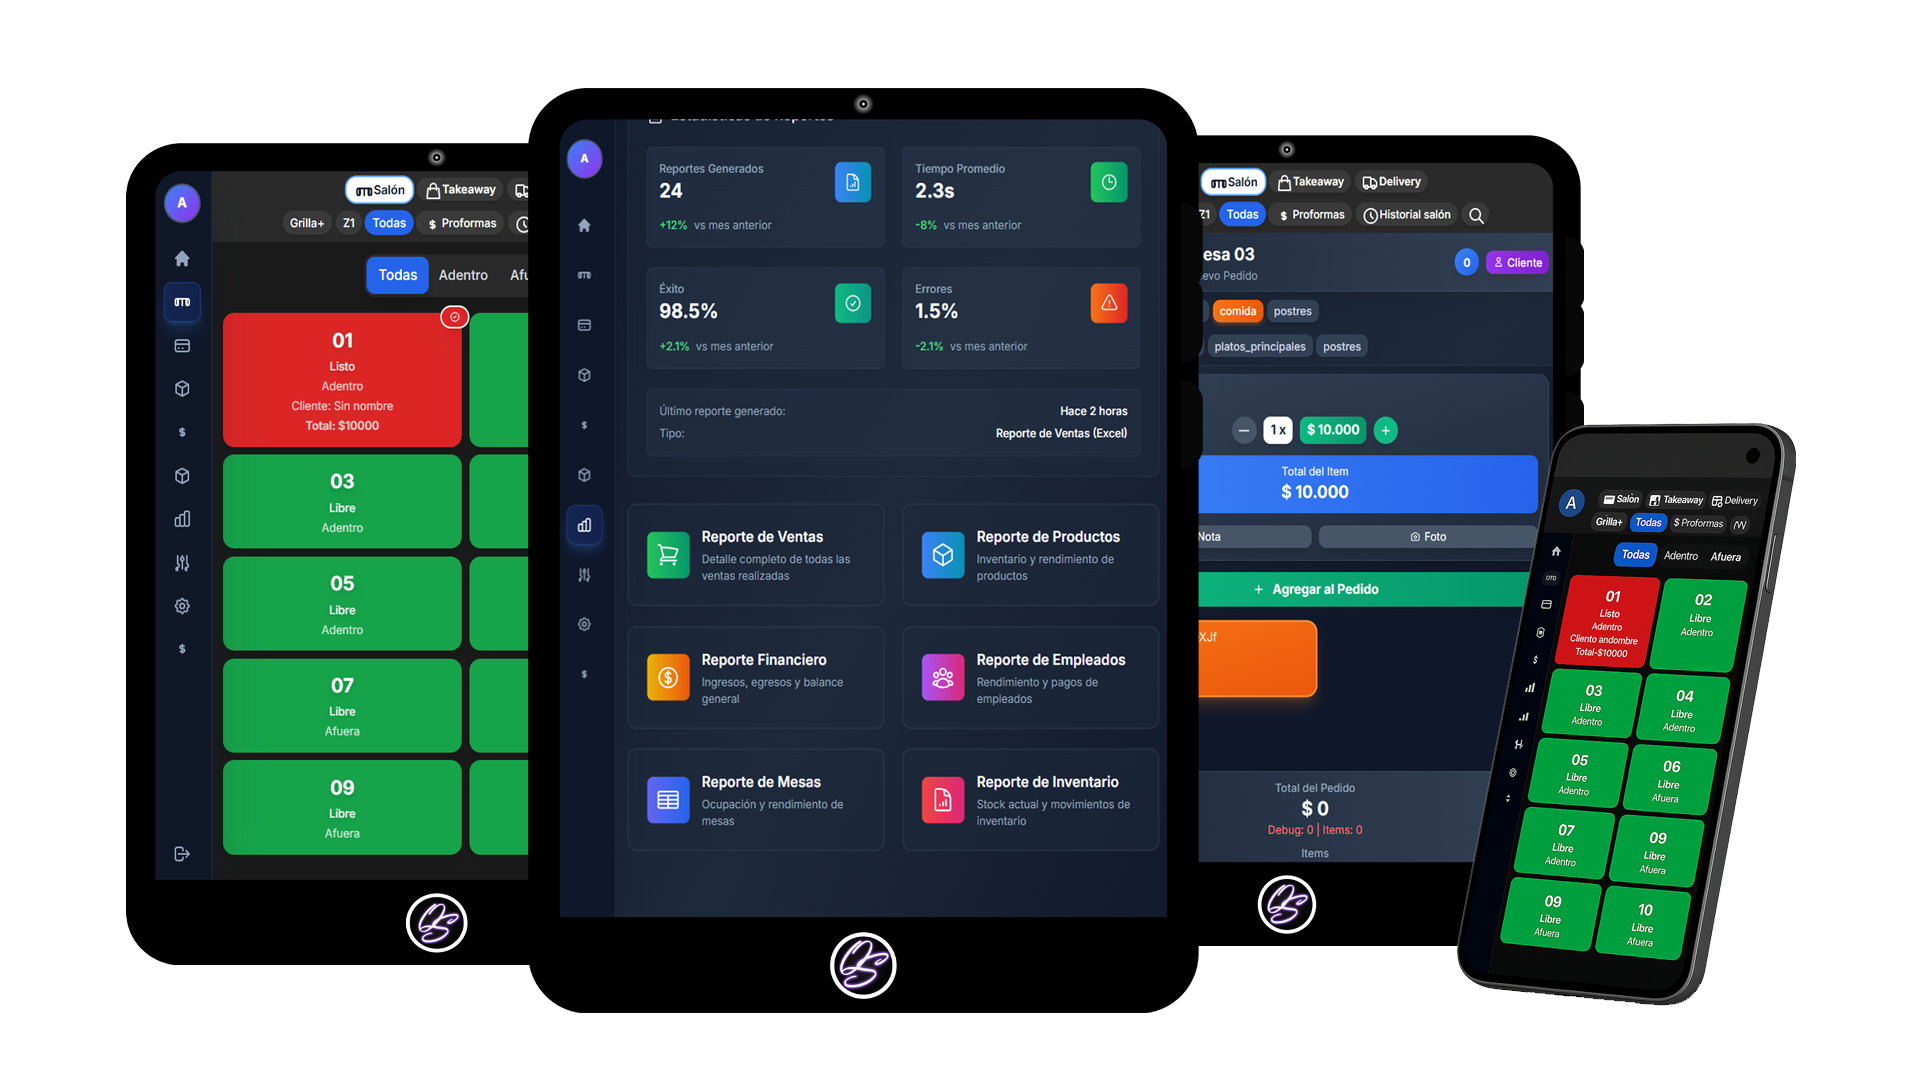 A
Salón
Takeaway
Grilla+
Z1
Todas
$ Proformas
Todas
Adentro
Afu
01
Listo
Adentro
Cliente: Sin nombre
Total: $10000
03
Libre
Adentro
05
Libre
Adentro
07
Libre
Afuera
09
Libre
Afuera
A
Reportes Generados
24
+12% vs mes anterior
Tiempo Promedio
2.3s
-8% vs mes anterior
Éxito
98.5%
+2.1% vs mes anterior
Errores
1.5%
-2.1% vs mes anterior
Último reporte generado:
Hace 2 horas
Tipo:
Reporte de Ventas (Excel)
Reporte de Ventas
Detalle completo de todas las
ventas realizadas
Reporte de Productos
Inventario y rendimiento de
productos
Reporte Financiero
Ingresos, egresos y balance
general
Reporte de Empleados
Rendimiento y pagos de
empleados
Reporte de Mesas
Ocupación y rendimiento de
mesas
Reporte de Inventario
Stock actual y movimientos de
inventario
Salón
Takeaway
Delivery
Z1
Todas
$ Proformas
Historial salón
esa 03
evo Pedido
0
Cliente
comida
postres
platos_principales
postres
1 x
$ 10.000
+
Total del Item
$ 10.000
Nota
Foto
+ Agregar al Pedido
XJf
Total del Pedido
$ 0
Debug: 0 | Items: 0
Items
A
Salón
Takeaway
Delivery
Grilla+
Todas
$ Proformas
Todas
Adentro
Afuera
01
Listo
Adentro
Cliento andombre
Total-$10000
02
Libre
Adentro
03
Libre
Adentro
04
Libre
Adentro
05
Libre
Adentro
06
Libre
Afuera
07
Libre
Adentro
09
Libre
Afuera
09
Libre
Afuera
10
Libre
Afuera